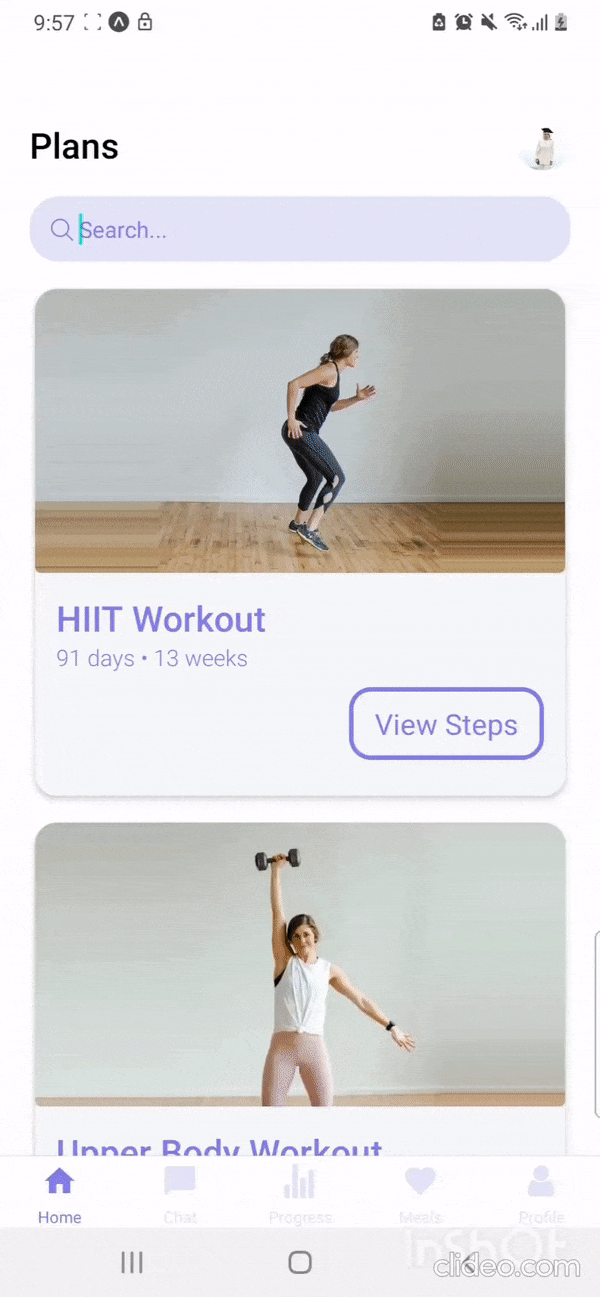 9:57
Plans
Search...
HIIT Workout
91 days • 13 weeks
View Steps
Upper Body Workout
Home
Chat
Progress
Meals
Profile
InShOt
clideo.com